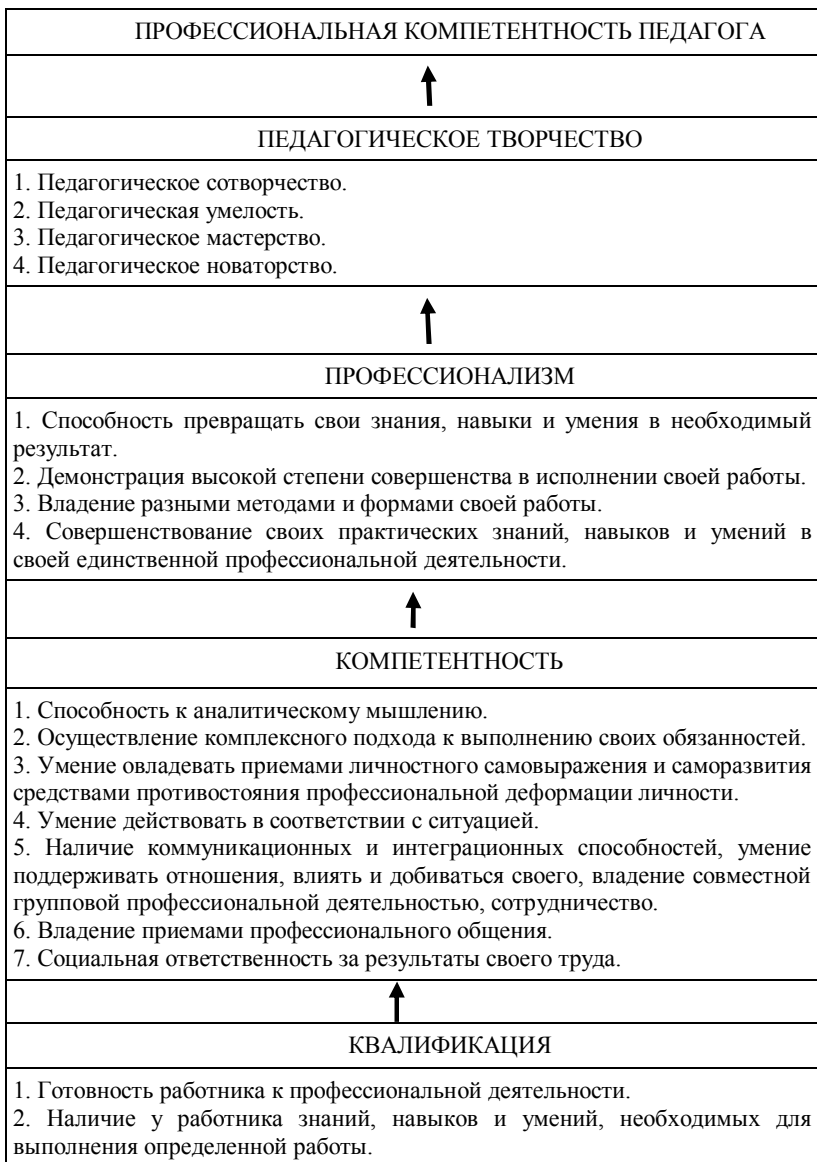 ПРОФЕССИОНАЛЬНАЯ КОМПЕТЕНТНОСТЬ ПЕДАГОГА
ПЕДАГОГИЧЕСКОЕ ТВОРЧЕСТВО
1. Педагогическое сотворчество.
2. Педагогическая умелость.
3. Педагогическое мастерство.
4. Педагогическое новаторство.
ПРОФЕССИОНАЛИЗМ
1. Способность превращать свои знания, навыки и умения в необходимый
результат.
2. Демонстрация высокой степени совершенства в исполнении своей работы.
3. Владение разными методами и формами своей работы.
4. Совершенствование своих практических знаний, навыков и умений в
своей единственной профессиональной деятельности.
КОМПЕТЕНТНОСТЬ
1. Способность к аналитическому мышлению.
2. Осуществление комплексного подхода к выполнению своих обязанностей.
3. Умение овладевать приемами личностного самовыражения и саморазвития
средствами противостояния профессиональной деформации личности.
4. Умение действовать в соответствии с ситуацией.
5. Наличие коммуникационных и интеграционных способностей, умение
поддерживать отношения, влиять и добиваться своего, владение совместной
групповой профессиональной деятельностью, сотрудничество.
6. Владение приемами профессионального общения.
7. Социальная ответственность за результаты своего труда.
КВАЛИФИКАЦИЯ
1. Готовность работника к профессиональной деятельности.
2. Наличие у работника знаний, навыков и умений, необходимых для
выполнения определенной работы.